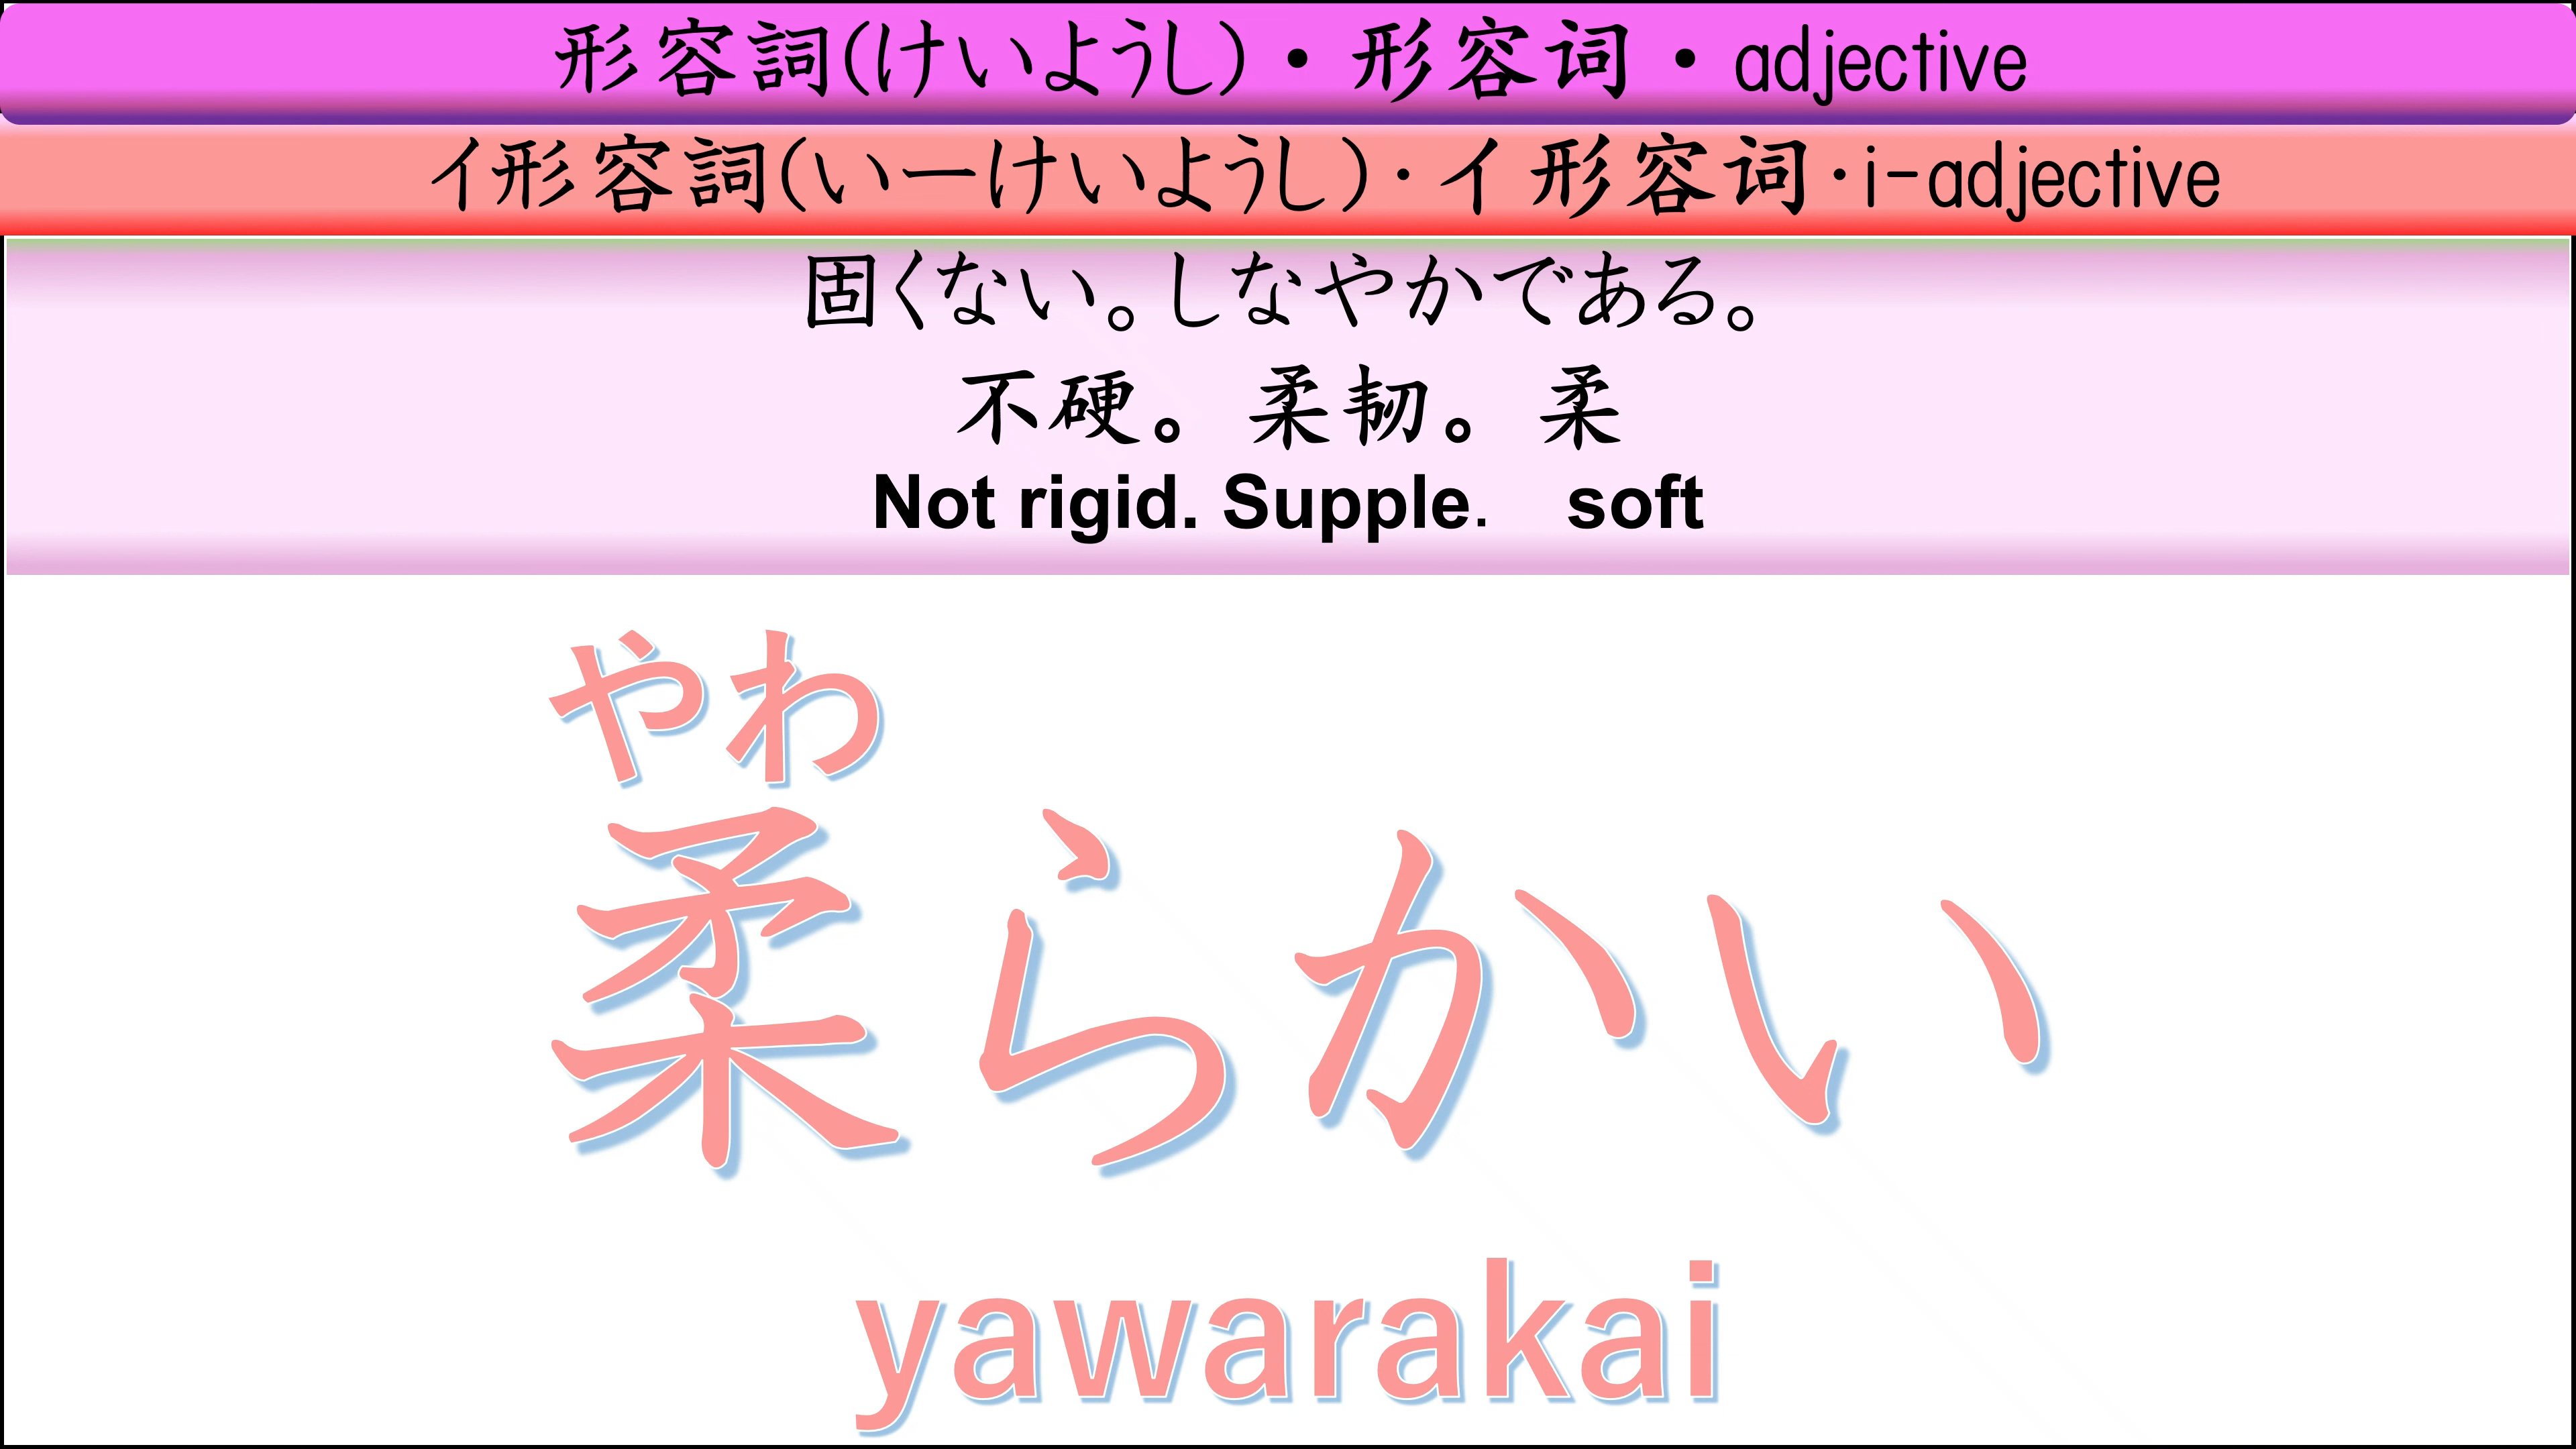 形容詞(けいようし)・形容词・adjective
イ形容詞(いーけいようし)・イ形容词・i-adjective
固くない。しなやかである。
不硬。柔韧。柔
Not rigid. Supple. soft
やわ
柔らかい
yawarakai